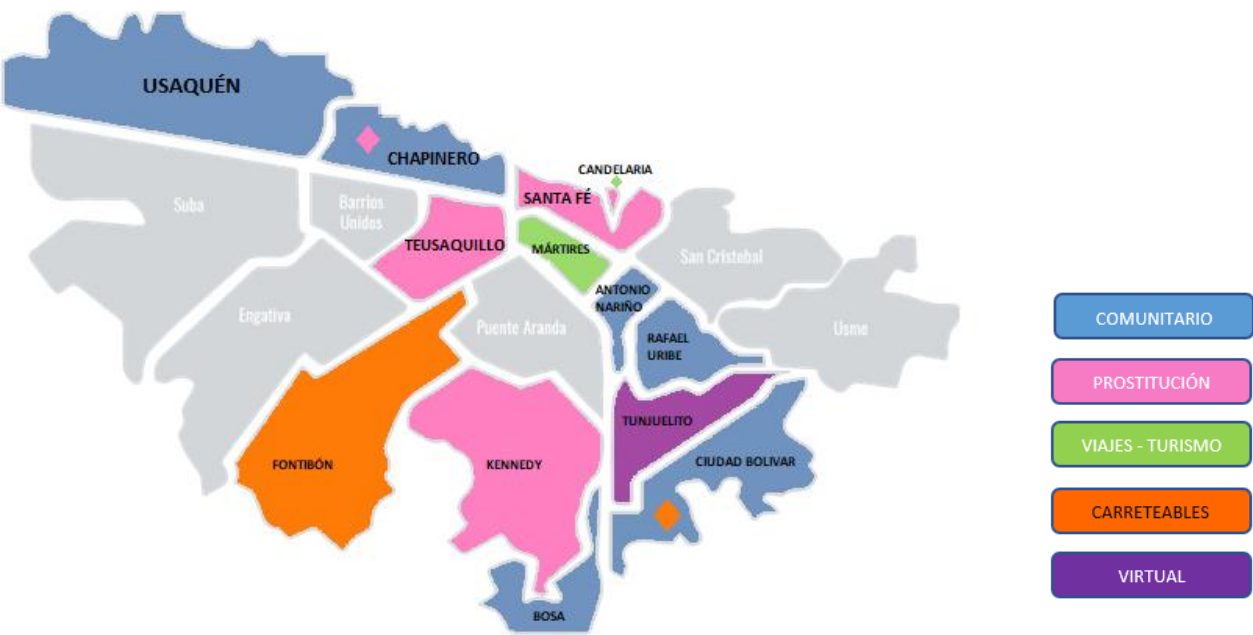 USAQUÉN
CHAPINERO
CANDELARIA
SANTA FÉ
Suba
Barrios
Unidos
TEUSAQUILLO
MÁRTIRES
San Cristobal
ANTONIO
NARIÑO
Engativa
Puente Aranda
RAFAEL
URIBE
Usme
TUNJUELITO
FONTIBÓN
KENNEDY
CIUDAD BOLIVAR
BOSA
COMUNITARIO
PROSTITUCIÓN
VIAJES - TURISMO
CARRETEABLES
VIRTUAL